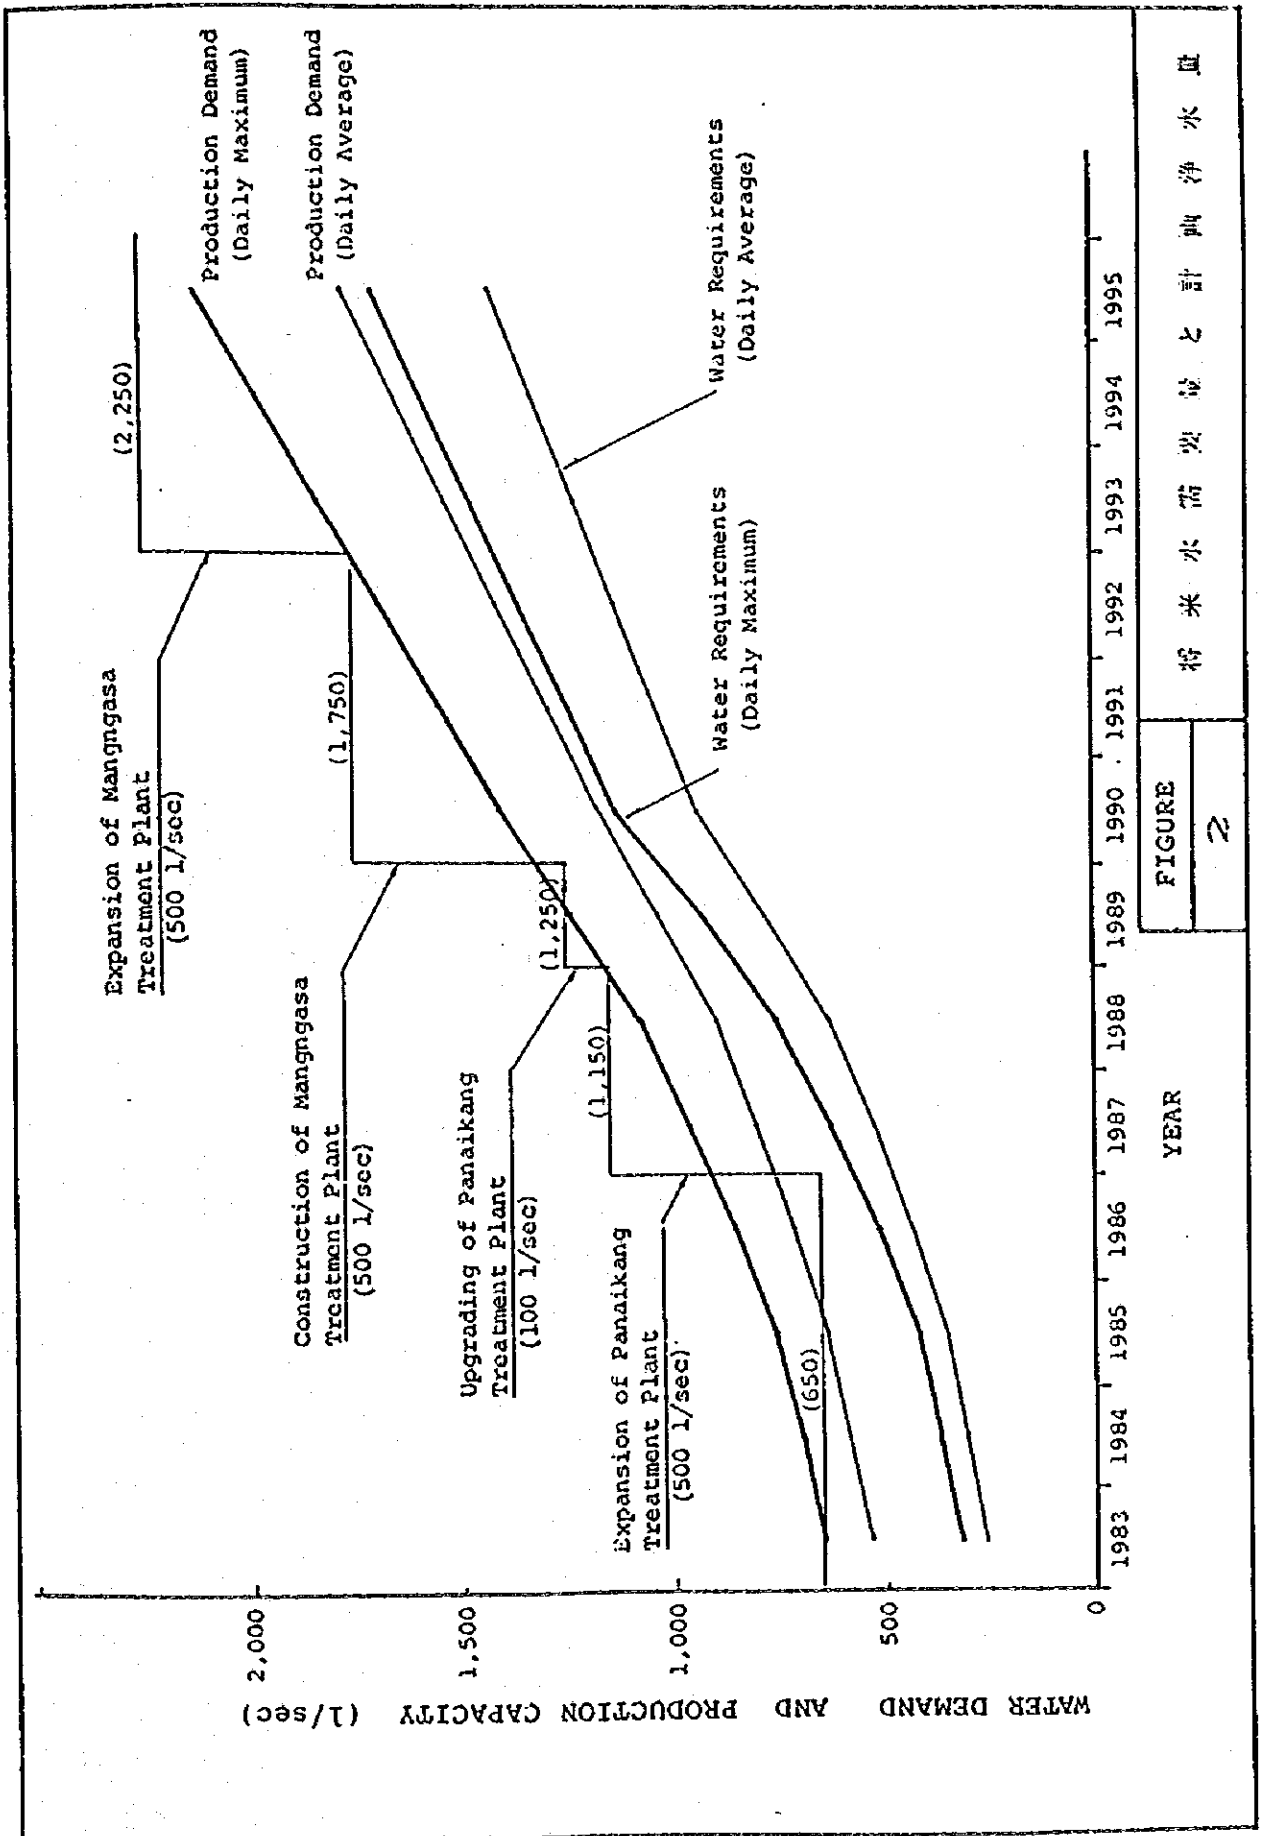 WATER DEMAND AND PRODUCTION CAPACITY (l/sec)
2,000
1,500
1,000
500
0
Expansion of Mangngasa
Treatment Plant
(500 l/sec)
Construction of Mangngasa
Treatment Plant
(500 l/sec)
Upgrading of Panaikang
Treatment Plant
(100 l/sec)
Expansion of Panaikang
Treatment Plant
(500 l/sec)
(650)
(1,150)
(1,250)
(1,750)
(2,250)
Production Demand
(Daily Maximum)
Production Demand
(Daily Average)
Water Requirements
(Daily Average)
Water Requirements
(Daily Maximum)
1983 1984 1985 1986 1987 1988 1989 1990 1991 1992 1993 1994 1995
YEAR
FIGURE
2
将来水需要量と計画浄水量